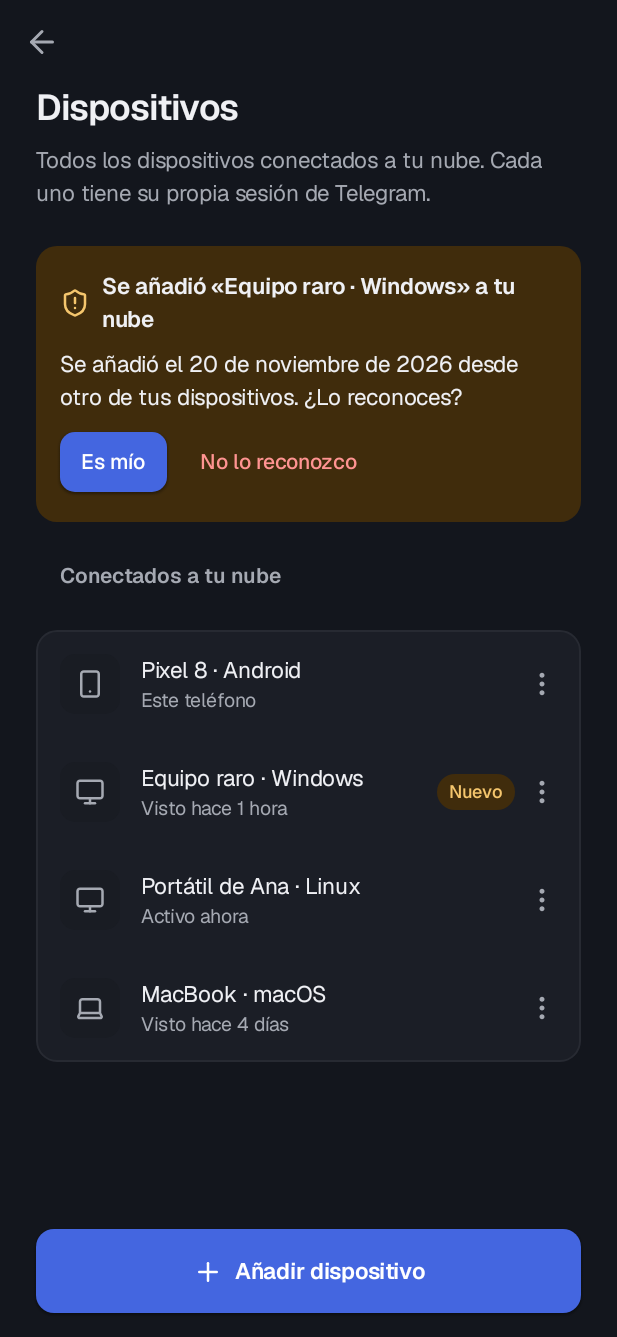 Dispositivos
Todos los dispositivos conectados a tu nube. Cada
uno tiene su propia sesión de Telegram.
Se añadió «Equipo raro · Windows» a tu
nube
Se añadió el 20 de noviembre de 2026 desde
otro de tus dispositivos. ¿Lo reconoces?
Es mío
No lo reconozco
Conectados a tu nube
Pixel 8 · Android
Este teléfono
Equipo raro · Windows
Visto hace 1 hora
Nuevo
Portátil de Ana · Linux
Activo ahora
MacBook · macOS
Visto hace 4 días
Añadir dispositivo